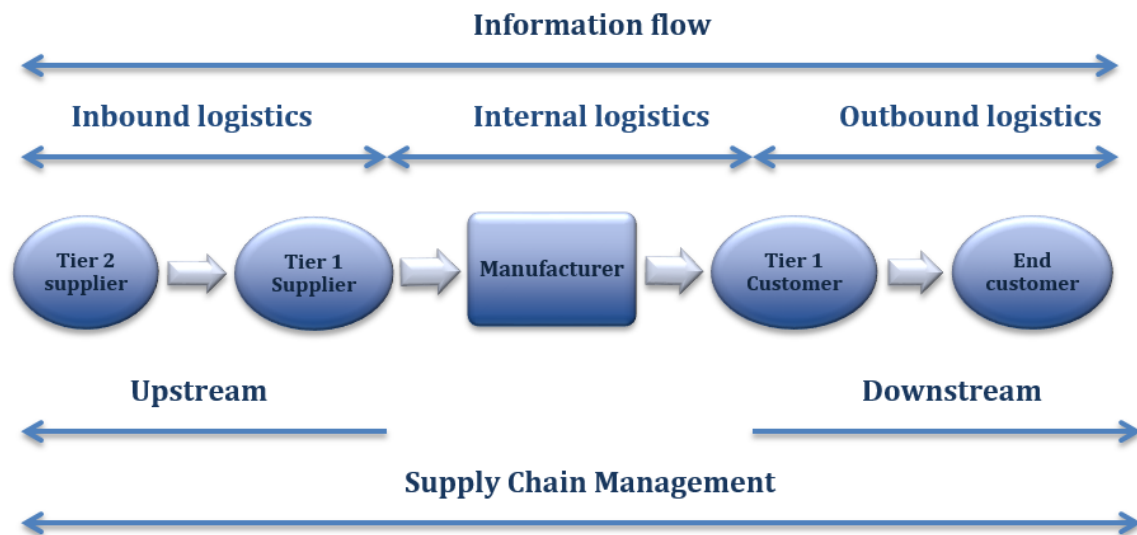 Information flow
Inbound logistics
Internal logistics
Outbound logistics
Tier 2
supplier
Tier 1
Supplier
Manufacturer
Tier 1
Customer
End
customer
Upstream
Downstream
Supply Chain Management